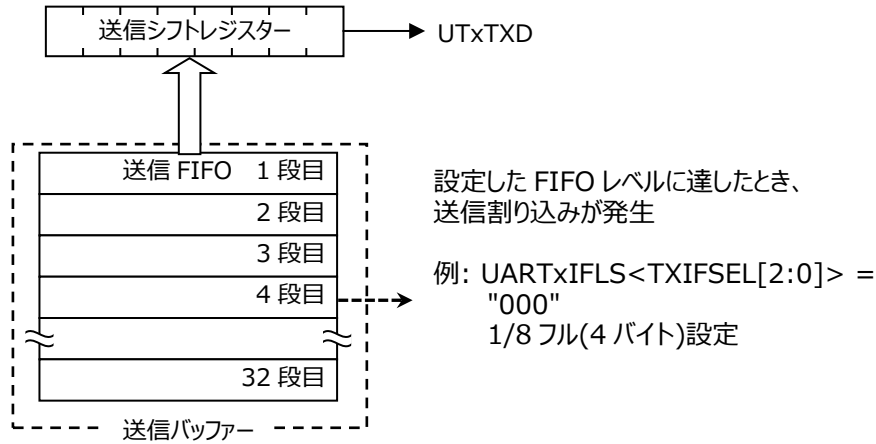 送信シフトレジスター
UTxTXD
送信 FIFO 1 段目
2 段目
3 段目
4 段目
32 段目
送信バッファー
設定した FIFO レベルに達したとき、
送信割り込みが発生
例: UARTxIFLS<TXIFSEL[2:0]> =
"000"
1/8 フル(4 バイト)設定